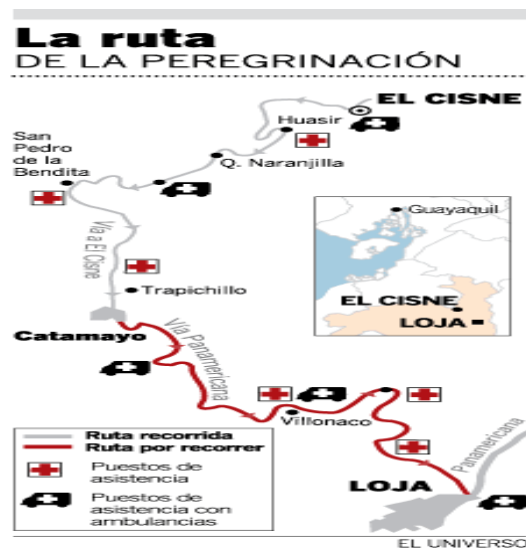 La ruta
DE LA PEREGRINACIÓN
EL CISNE
Huasir
San
Pedro
de la
Bendita
Q. Naranjilla
Vía a El Cisne
Guayaquil
EL CISNE
LOJA
Trapichillo
Catamayo
Vía Panamericana
Villonaco
Ruta recorrida
Ruta por recorrer
Puestos de
asistencia
Puestos de
asistencia con
ambulancias
LOJA
Panamericana
EL UNIVERSO